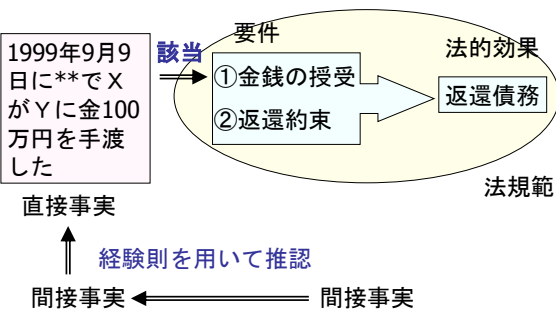 1999年9月9
日に**でX
がYに金100
万円を手渡
した
該当
要件
①金銭の授受
②返還約束
法的効果
返還債務
法規範
直接事実
経験則を用いて推認
間接事実
間接事実